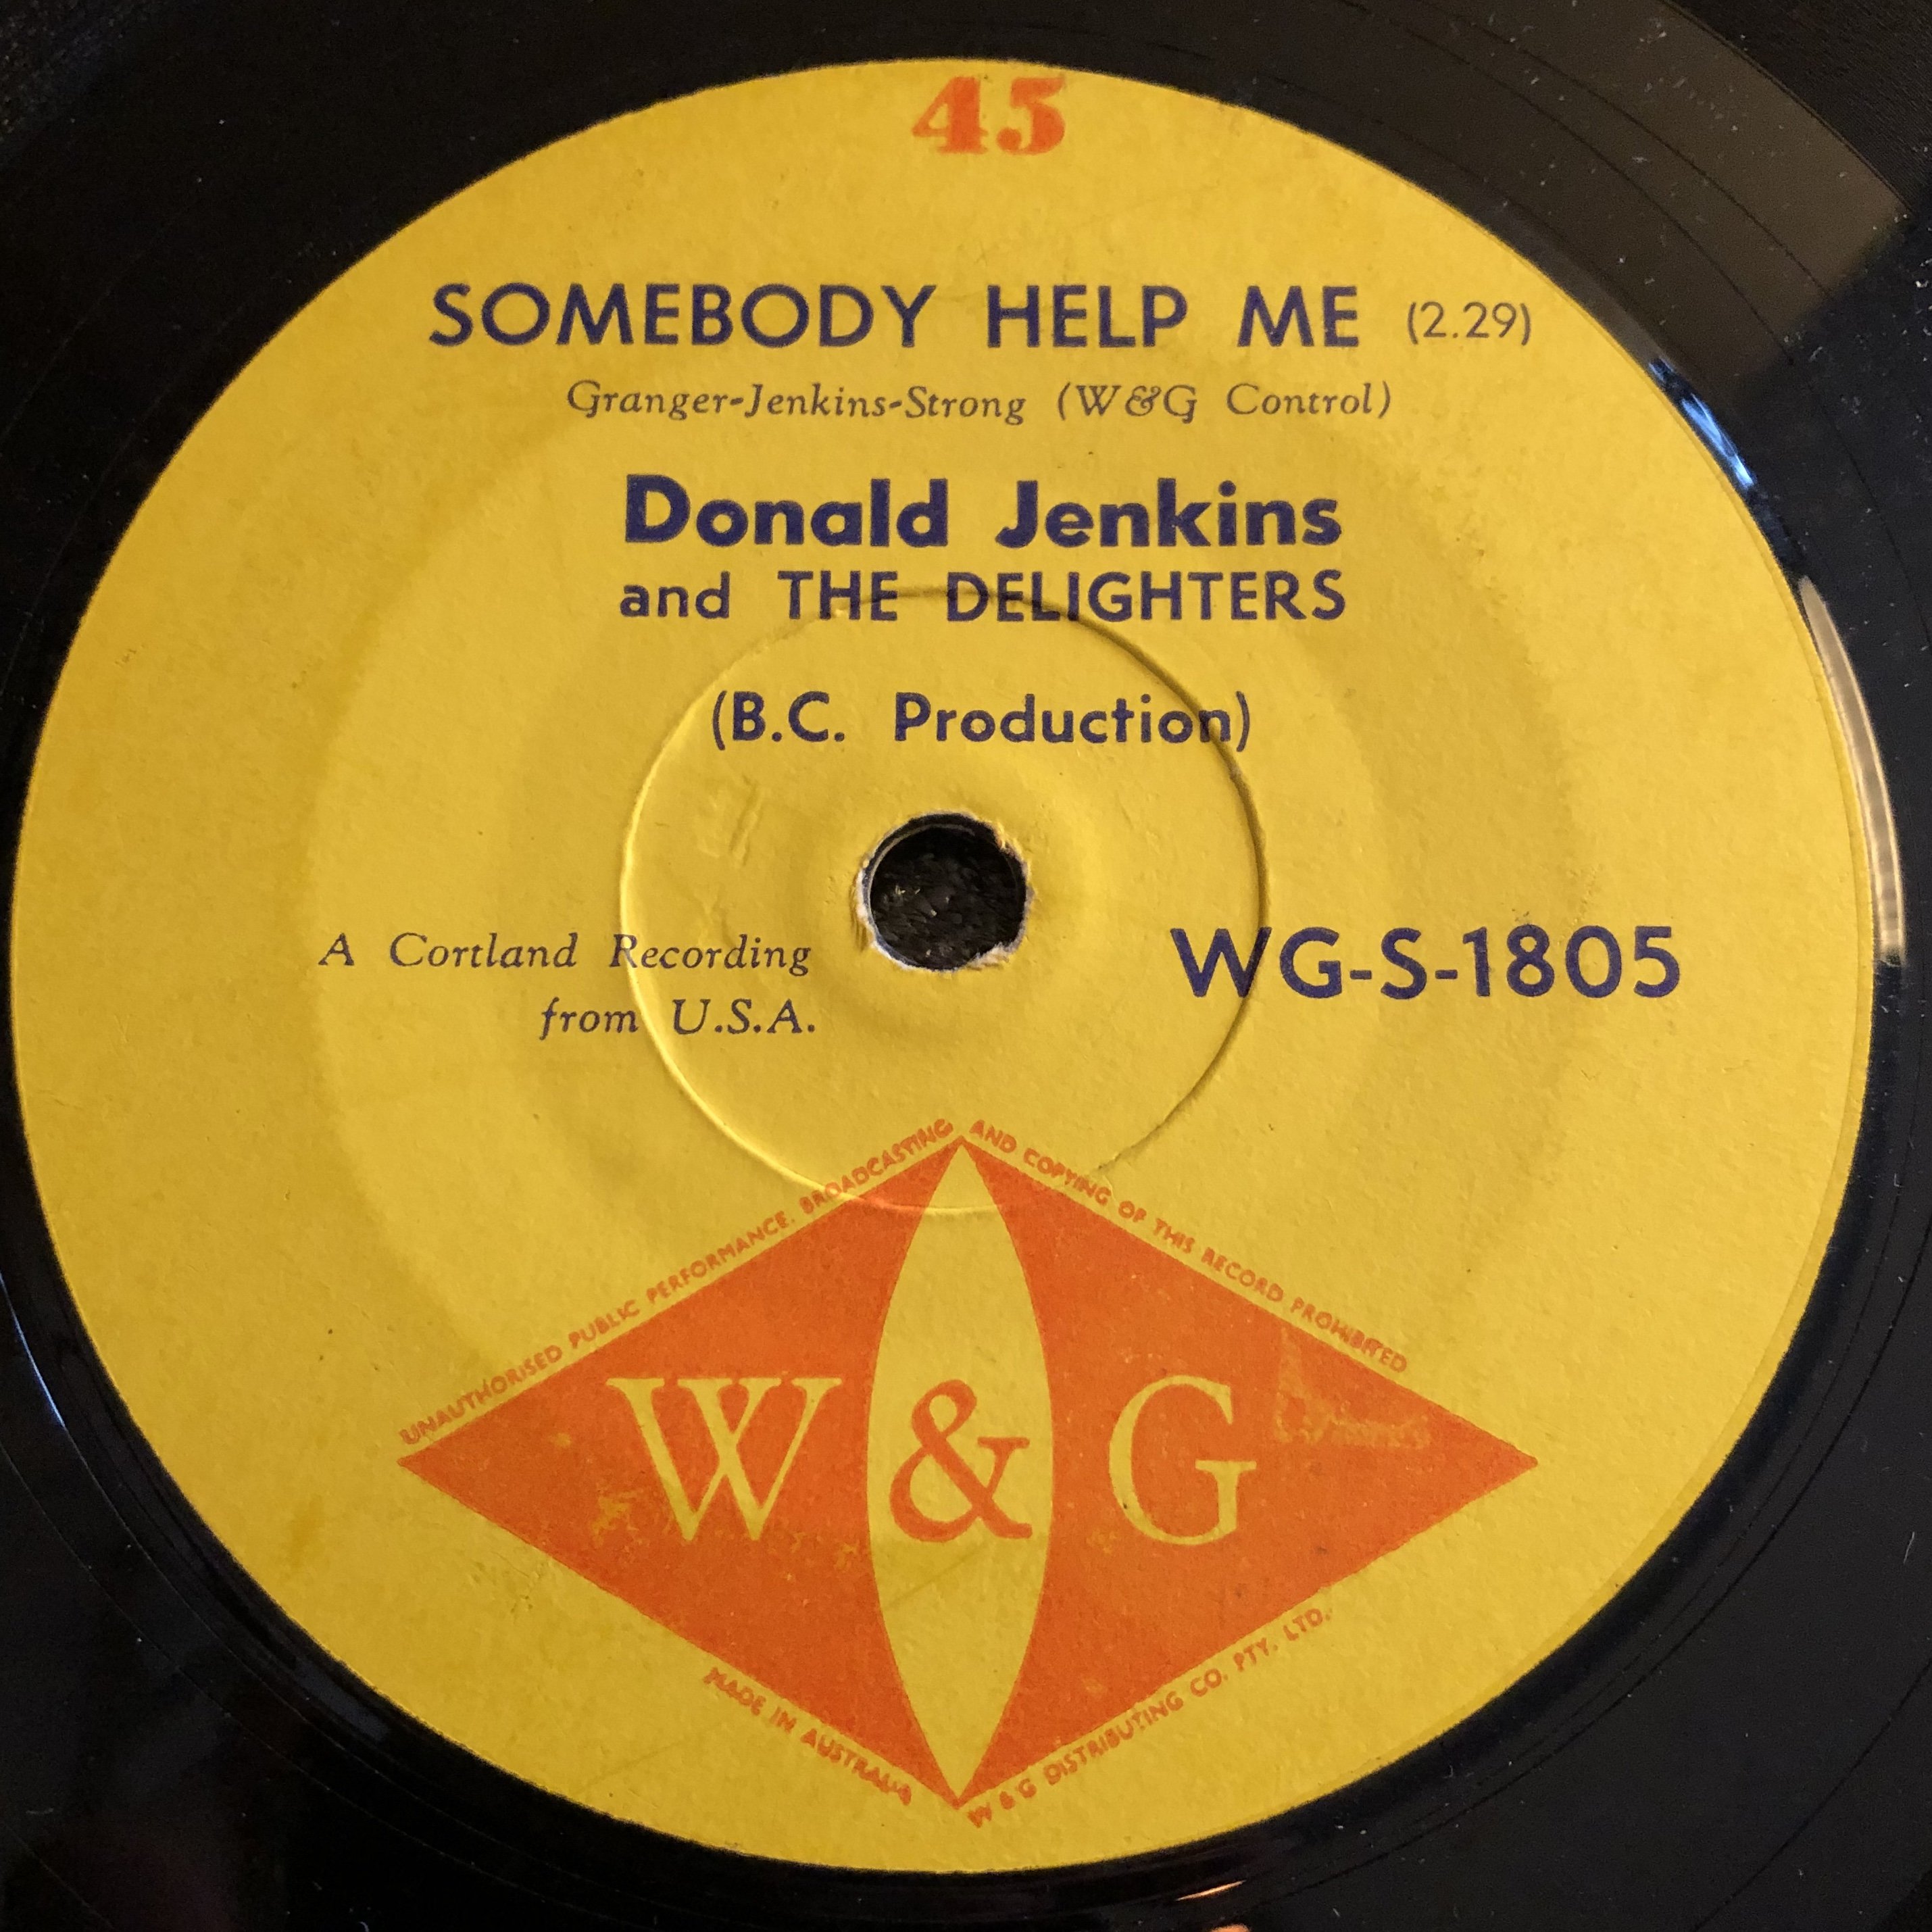 45
SOMEBODY HELP ME (2.29)
Granger-Jenkins-Strong (W&G Control)
Donald Jenkins
and THE DELIGHTERS
(B.C. Production)
A Cortland Recording
from U.S.A.
WG-S-1805
UNAUTHORISED PUBLIC PERFORMANCE, BROADCASTING AND COPYING OF THIS RECORD PROHIBITED
W & G
MADE IN AUSTRALIA
W & G DISTRIBUTING CO. PTY. LTD.